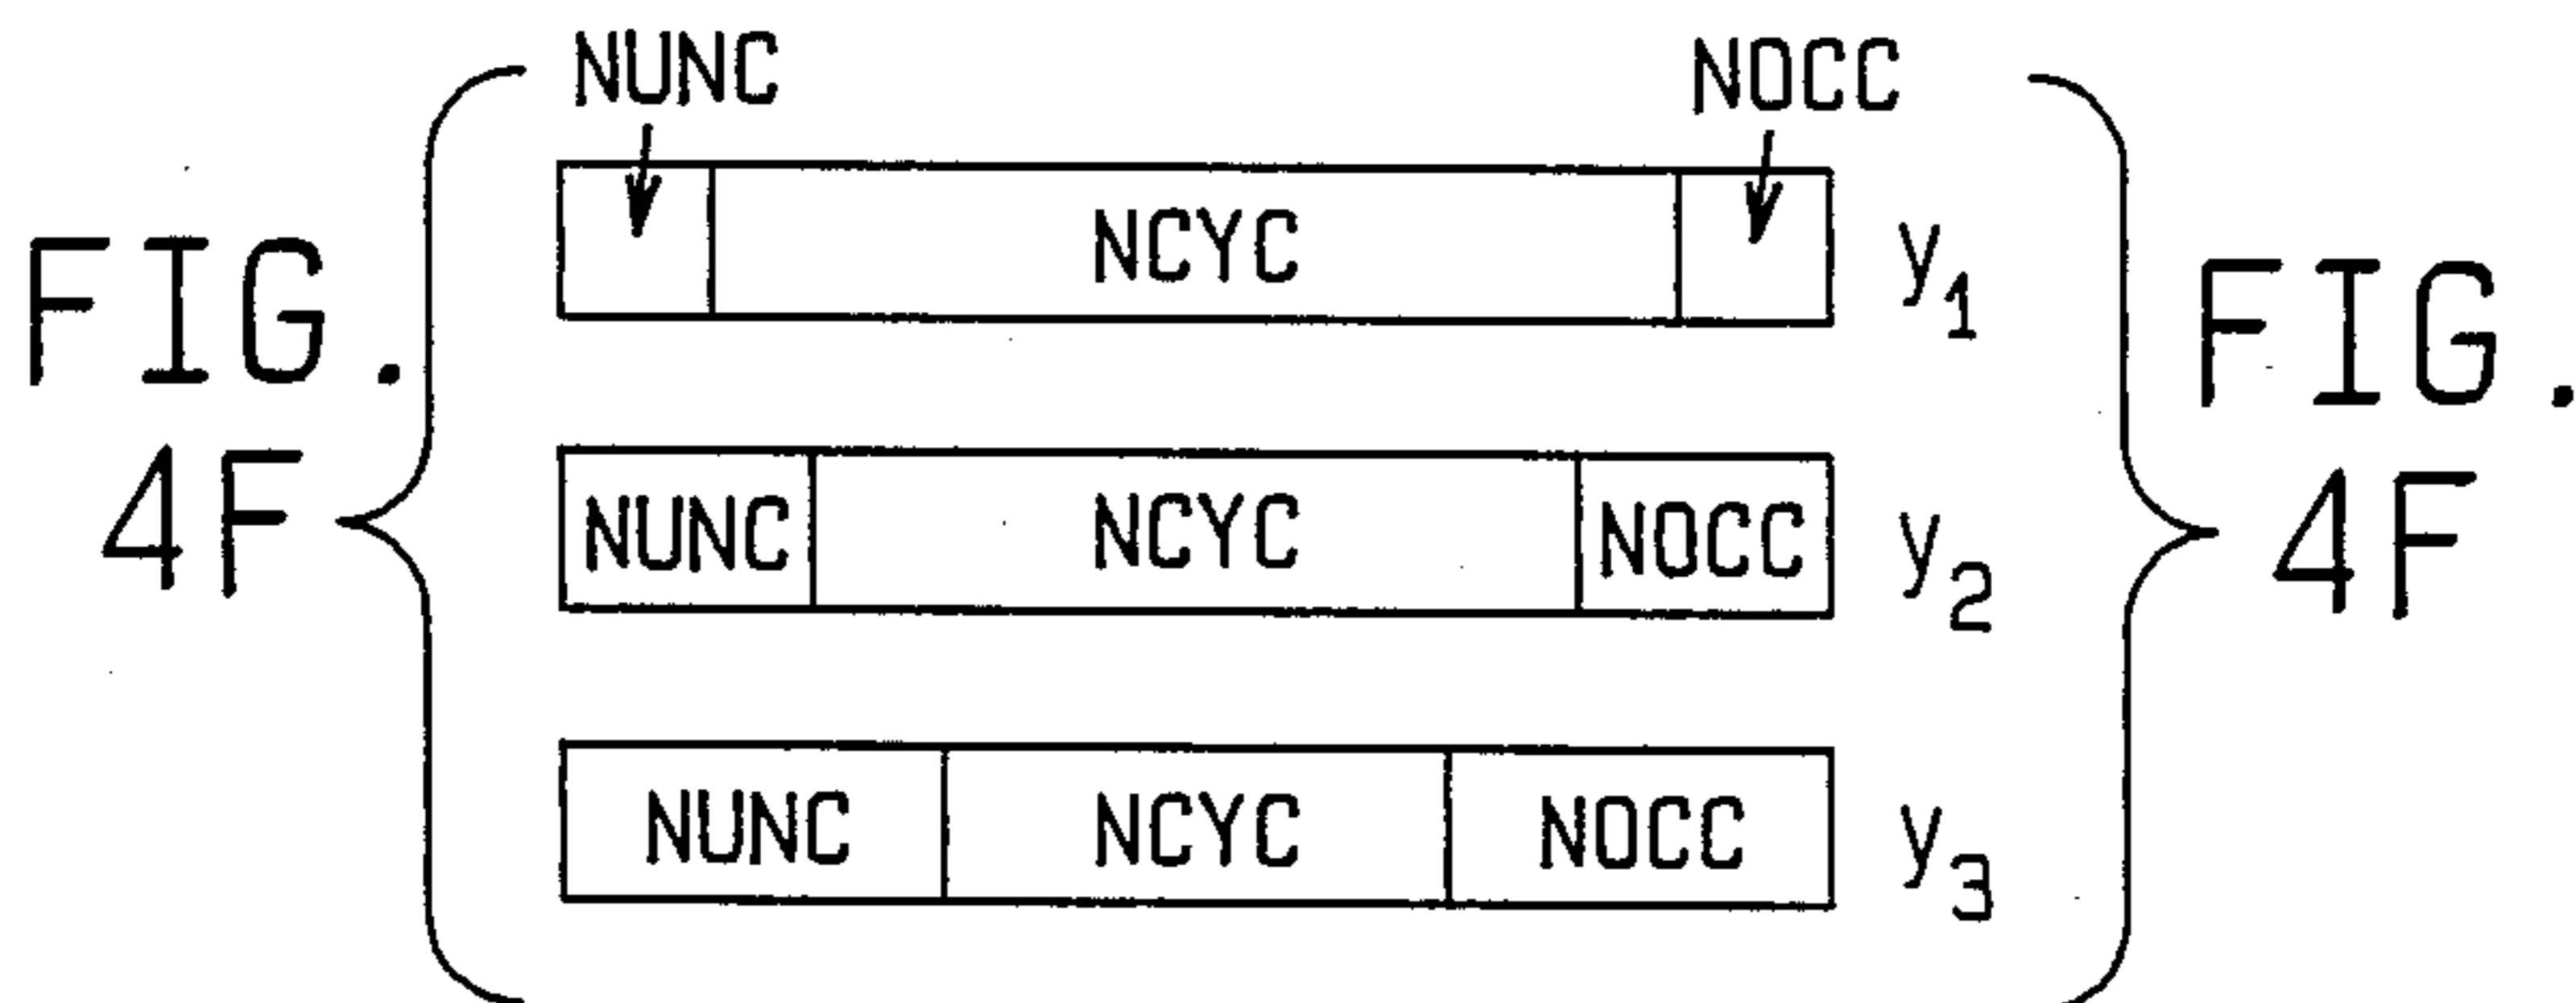 FIG.
4F
NUNC
NOCC
NCYC
y1
NUNC NCYC NOCC y2
NUNC NCYC NOCC y3
FIG.
4F